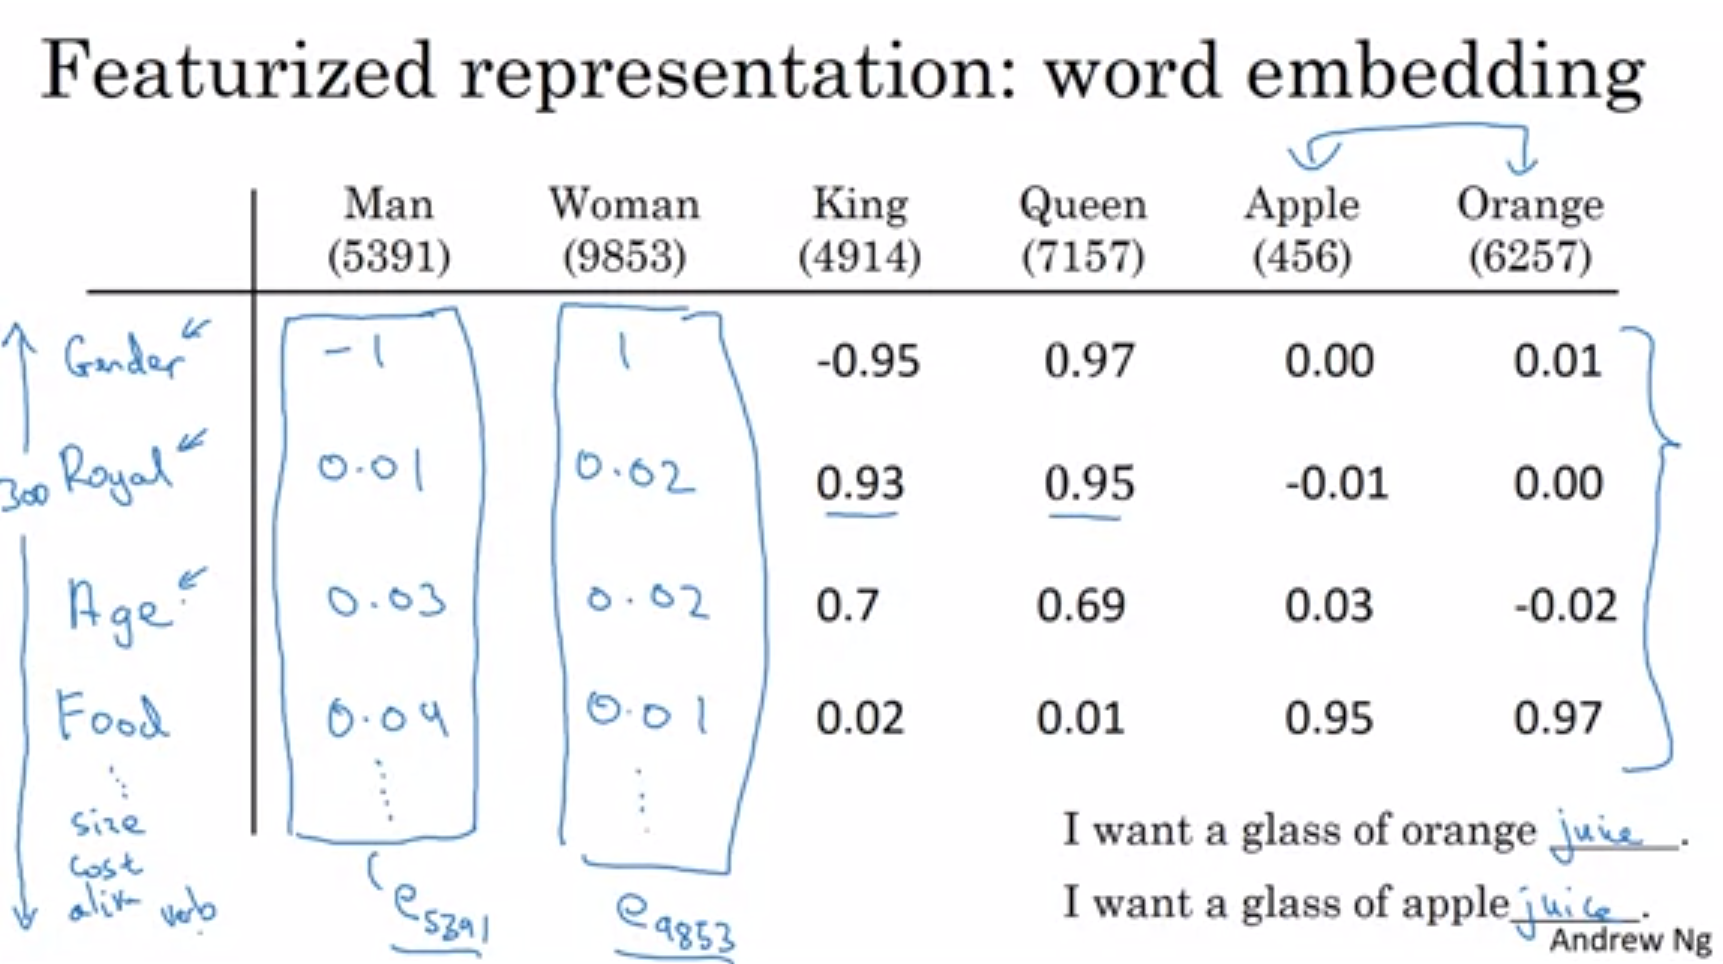 Featurized representation: word embedding
Man Woman King Queen Apple Orange
(5391) (9853) (4914) (7157) (456) (6257)
Gender -1 1 -0.95 0.97 0.00 0.01
300 Royal 0.01 0.02 0.93 0.95 -0.01 0.00
Age 0.03 0.02 0.7 0.69 0.03 -0.02
Food 0.04 0.01 0.02 0.01 0.95 0.97
size
cost
verb
e5391 e9853
I want a glass of orange juice.
I want a glass of apple juice.
Andrew Ng